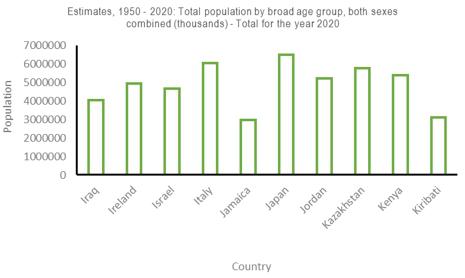 Estimates, 1950 - 2020: Total population by broad age group, both sexes
combined (thousands) - Total for the year 2020
Population
7000000
6000000
5000000
4000000
3000000
2000000
1000000
0
Iraq
Ireland
Israel
Italy
Jamaica
Japan
Jordan
Kazakhstan
Kenya
Kiribati
Country